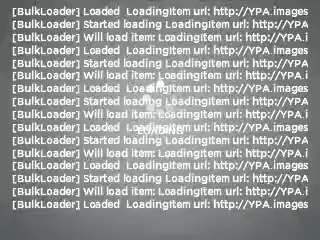 [BulkLoader] Loaded LoadingItem url: http://YPA.images
[BulkLoader] Started loading LoadingItem url: http://YPA
[BulkLoader] Will load item: LoadingItem url: http://YPA.i
[BulkLoader] Loaded LoadingItem url: http://YPA.images
[BulkLoader] Started loading LoadingItem url: http://YPA
[BulkLoader] Will load item: LoadingItem url: http://YPA.i
[BulkLoader] Loaded LoadingItem url: http://YPA.images
[BulkLoader] Started loading LoadingItem url: http://YPA
[BulkLoader] Will load item: LoadingItem url: http://YPA.i
[BulkLoader] Loaded LoadingItem url: http://YPA.images
[BulkLoader] Started loading LoadingItem url: http://YPA
[BulkLoader] Will load item: LoadingItem url: http://YPA.i
[BulkLoader] Loaded LoadingItem url: http://YPA.images
[BulkLoader] Started loading LoadingItem url: http://YPA
[BulkLoader] Will load item: LoadingItem url: http://YPA.i
[BulkLoader] Loaded LoadingItem url: http://YPA.images